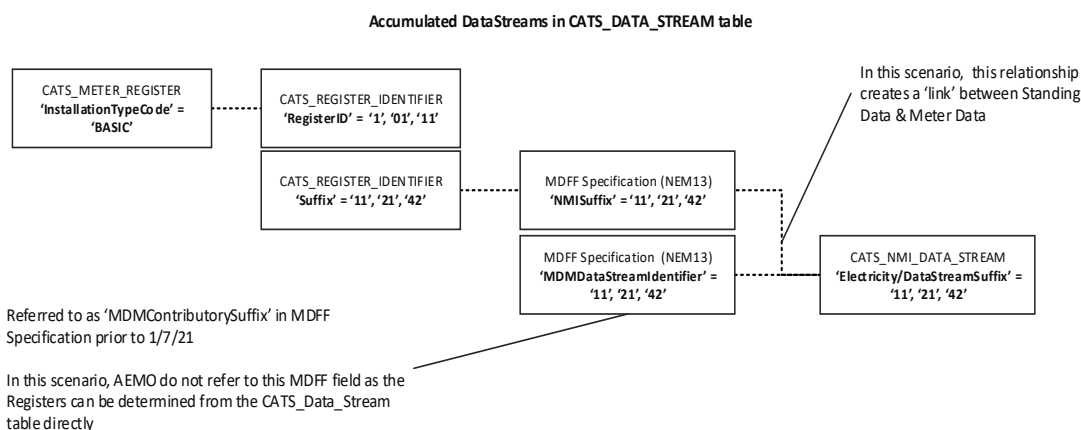 Accumulated DataStreams in CATS_DATA_STREAM table
CATS_METER_REGISTER
‘InstallationTypeCode’ =
‘BASIC’
CATS_REGISTER_IDENTIFIER
‘RegisterID’ = ‘1’, ‘01’, ‘11’
In this scenario, this relationship
creates a ‘link’ between Standing
Data & Meter Data
CATS_REGISTER_IDENTIFIER
‘Suffix’ = ‘11’, ‘21’, ‘42’
MDFF Specification (NEM13)
‘NMISuffix’ = ‘11’, ‘21’, ‘42’
MDFF Specification (NEM13)
‘MDMDataStreamIdentifier’ =
‘11’, ‘21’, ‘42’
CATS_NMI_DATA_STREAM
‘Electricity/DataStreamSuffix’ =
‘11’, ‘21’, ‘42’
Referred to as ‘MDMContributorySuffix’ in MDFF
Specification prior to 1/7/21
In this scenario, AEMO do not refer to this MDFF field as the
Registers can be determined from the CATS_Data_Stream
table directly